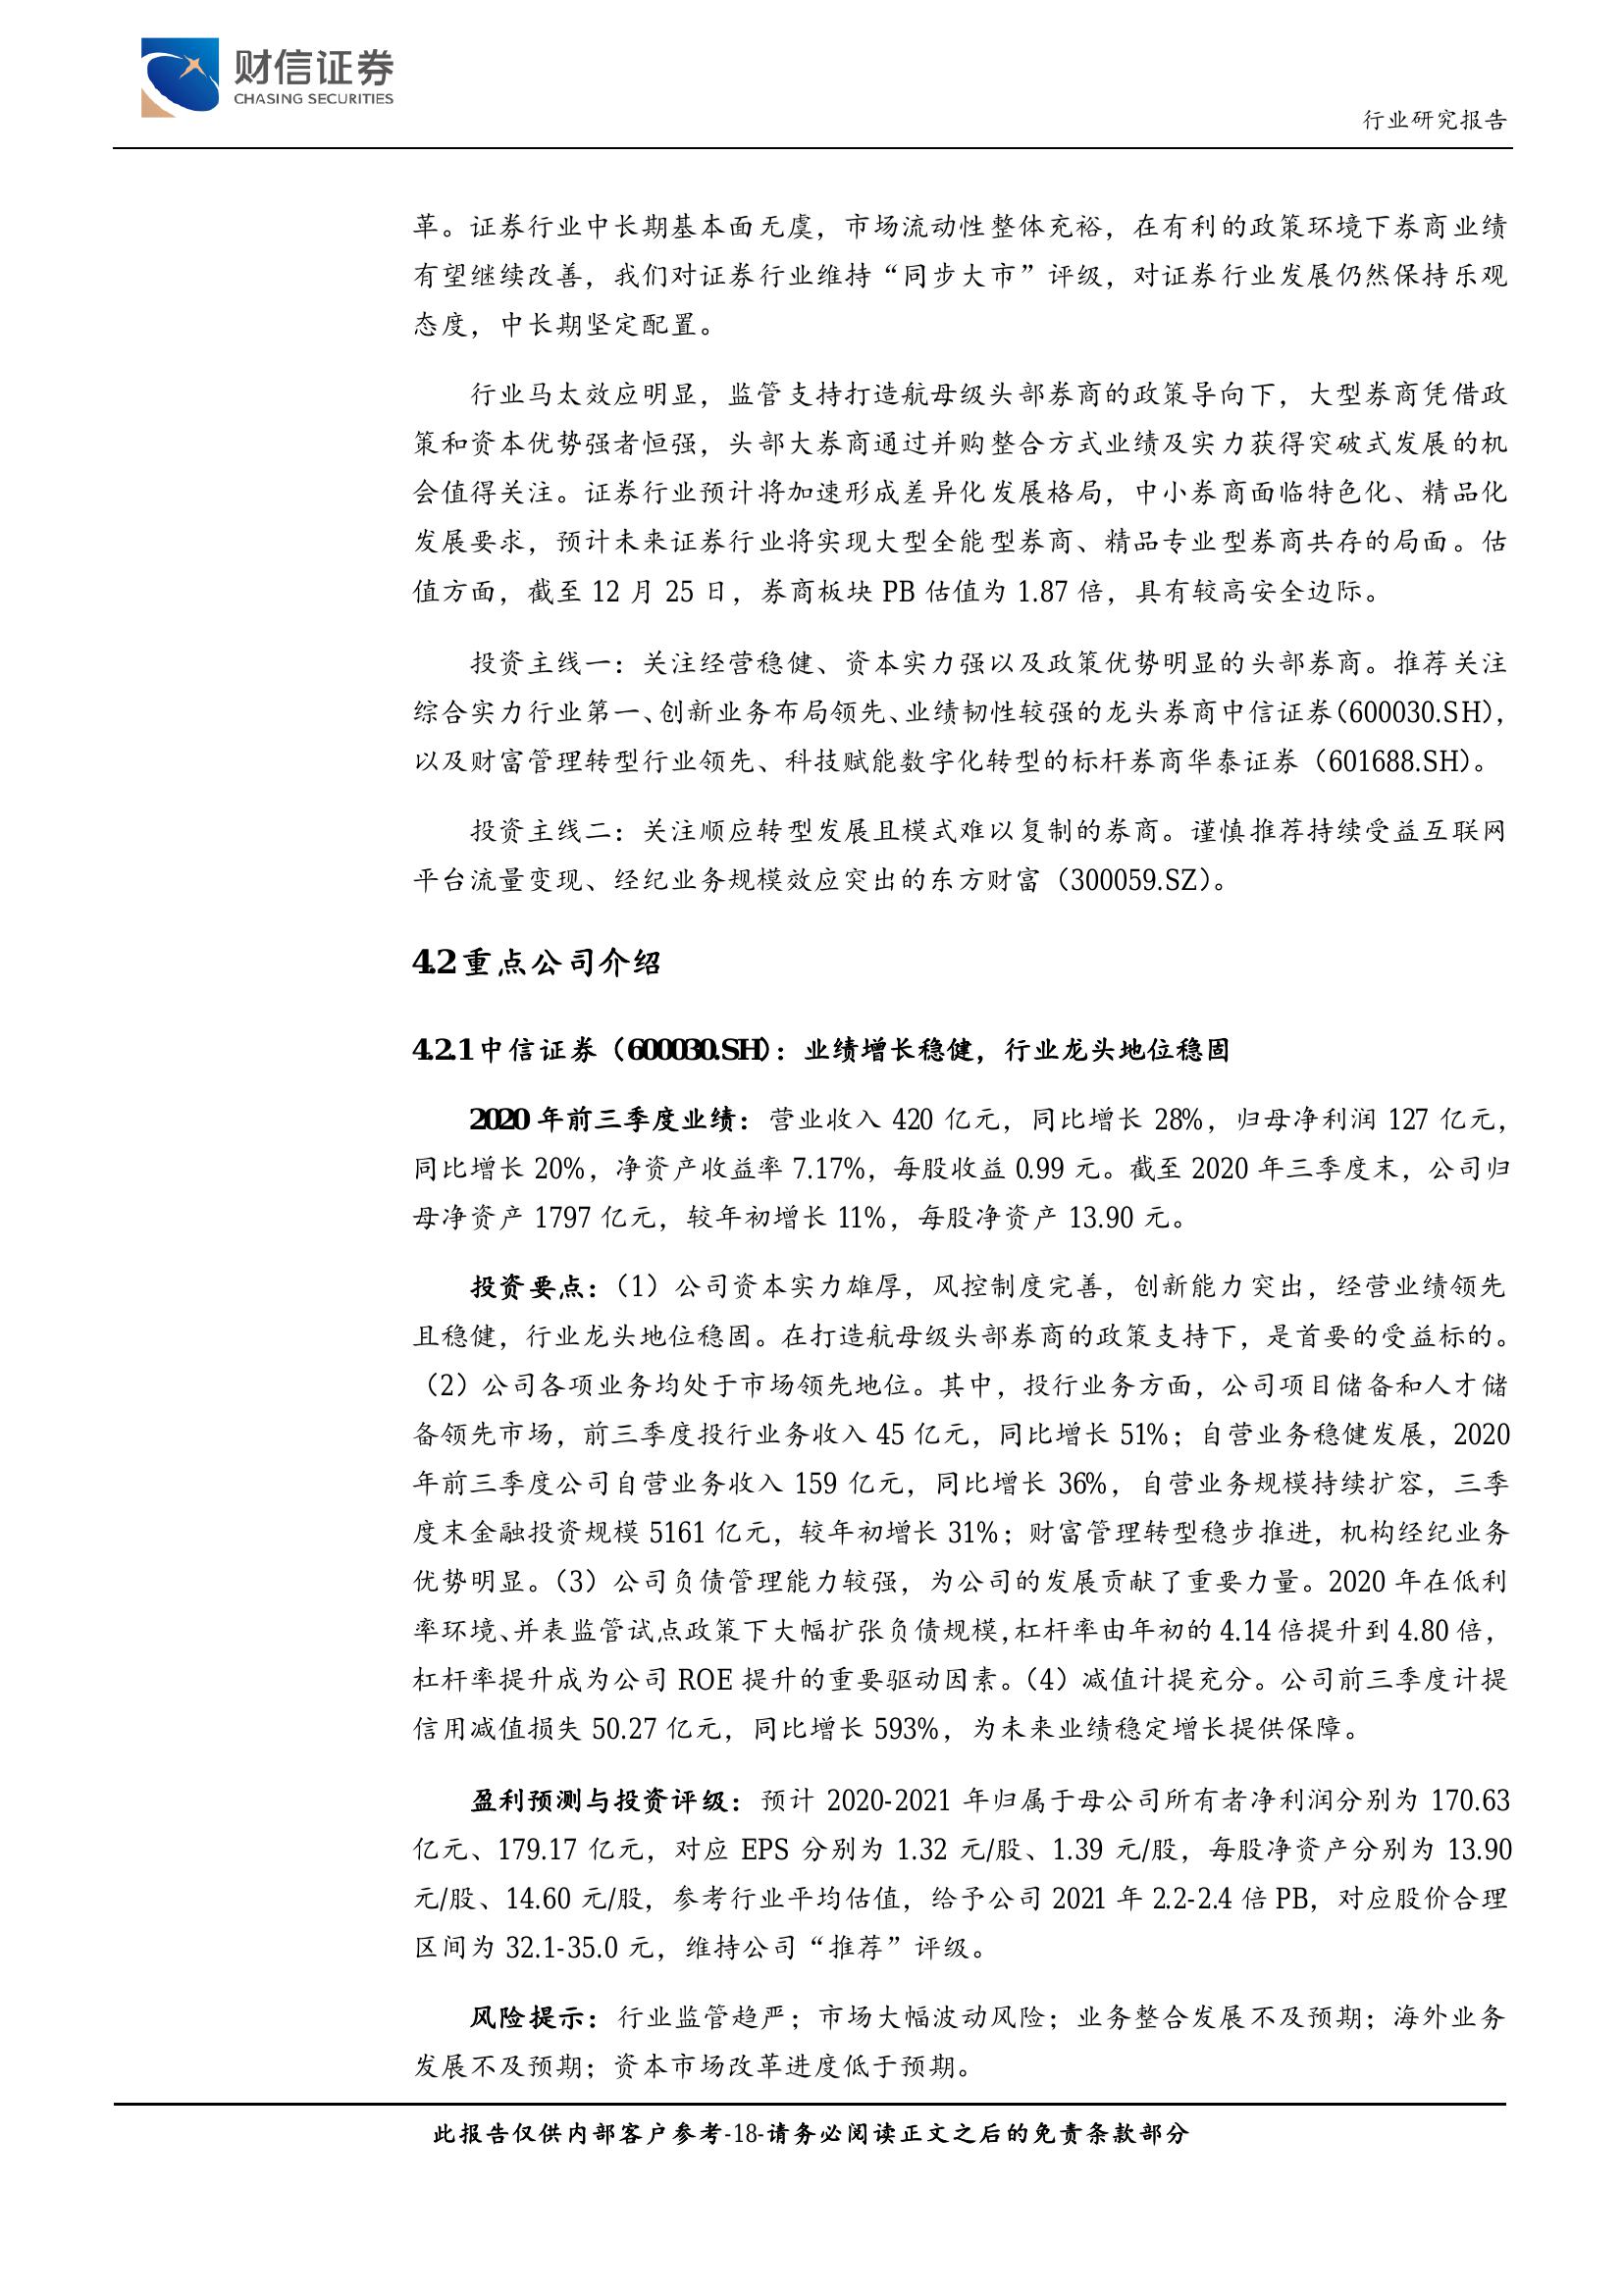 财信证券
CHASING SECURITIES
行业研究报告
革。证券行业中长期基本面无虞，市场流动性整体充裕，在有利的政策环境下券商业绩
有望继续改善，我们对证券行业维持“同步大市”评级，对证券行业发展仍然保持乐观
态度，中长期坚定配置。
行业马太效应明显，监管支持打造航母级头部券商的政策导向下，大型券商凭借政
策和资本优势强者恒强，头部大券商通过并购整合方式业绩及实力获得突破式发展的机
会值得关注。证券行业预计将加速形成差异化发展格局，中小券商面临特色化、精品化
发展要求，预计未来证券行业将实现大型全能型券商、精品专业型券商共存的局面。估
值方面，截至 12 月 25 日，券商板块 PB 估值为 1.87 倍，具有较高安全边际。
投资主线一：关注经营稳健、资本实力强以及政策优势明显的头部券商。推荐关注
综合实力行业第一、创新业务布局领先、业绩韧性较强的龙头券商中信证券（600030.SH），
以及财富管理转型行业领先、科技赋能数字化转型的标杆券商华泰证券（601688.SH）。
投资主线二：关注顺应转型发展且模式难以复制的券商。谨慎推荐持续受益互联网
平台流量变现、经纪业务规模效应突出的东方财富（300059.SZ）。
4.2 重点公司介绍
4.2.1 中信证券（600030.SH）：业绩增长稳健，行业龙头地位稳固
2020 年前三季度业绩：营业收入 420 亿元，同比增长 28%，归母净利润 127 亿元，
同比增长 20%，净资产收益率 7.17%，每股收益 0.99 元。截至 2020 年三季度末，公司归
母净资产 1797 亿元，较年初增长 11%，每股净资产 13.90 元。
投资要点：（1）公司资本实力雄厚，风控制度完善，创新能力突出，经营业绩领先
且稳健，行业龙头地位稳固。在打造航母级头部券商的政策支持下，是首要的受益标的。
（2）公司各项业务均处于市场领先地位。其中，投行业务方面，公司项目储备和人才储
备领先市场，前三季度投行业务收入 45 亿元，同比增长 51%；自营业务稳健发展，2020
年前三季度公司自营业务收入 159 亿元，同比增长 36%，自营业务规模持续扩容，三季
度末金融投资规模 5161 亿元，较年初增长 31%；财富管理转型稳步推进，机构经纪业务
优势明显。（3）公司负债管理能力较强，为公司的发展贡献了重要力量。2020 年在低利
率环境、并表监管试点政策下大幅扩张负债规模，杠杆率由年初的 4.14 倍提升到 4.80 倍，
杠杆率提升成为公司 ROE 提升的重要驱动因素。（4）减值计提充分。公司前三季度计提
信用减值损失 50.27 亿元，同比增长 593%，为未来业绩稳定增长提供保障。
盈利预测与投资评级：预计 2020-2021 年归属于母公司所有者净利润分别为 170.63
亿元、179.17 亿元，对应 EPS 分别为 1.32 元/股、1.39 元/股，每股净资产分别为 13.90
元/股、14.60 元/股，参考行业平均估值，给予公司 2021 年 2.2-2.4 倍 PB，对应股价合理
区间为 32.1-35.0 元，维持公司“推荐”评级。
风险提示：行业监管趋严；市场大幅波动风险；业务整合发展不及预期；海外业务
发展不及预期；资本市场改革进度低于预期。
此报告仅供内部客户参考-18-请务必阅读正文之后的免责条款部分